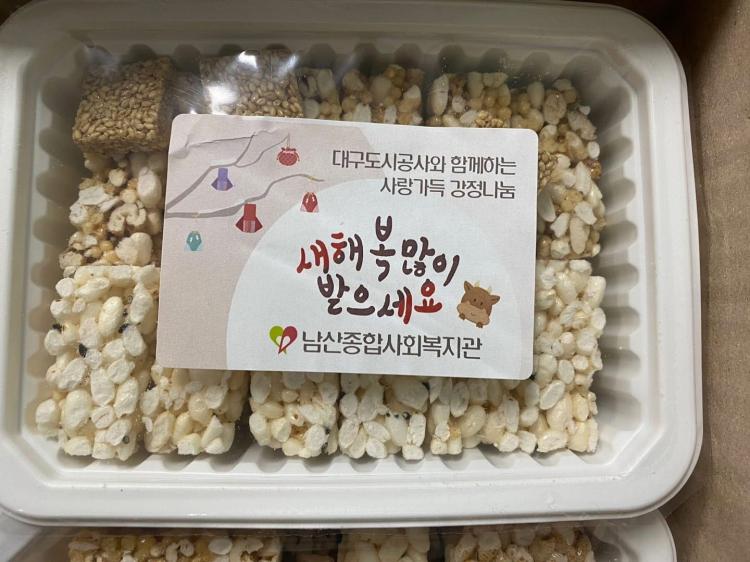 대구도시공사와 함께하는
사랑가득 강정나눔
새해 복 많이
받으세요
남산종합사회복지관